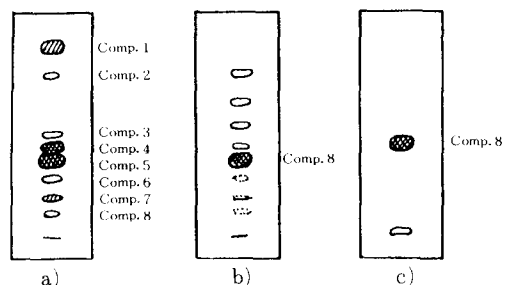 Comp. 1
Comp. 2
Comp. 3
Comp. 4
Comp. 5
Comp. 6
Comp. 7
Comp. 8
Comp. 8
Comp. 8
a)
b)
c)